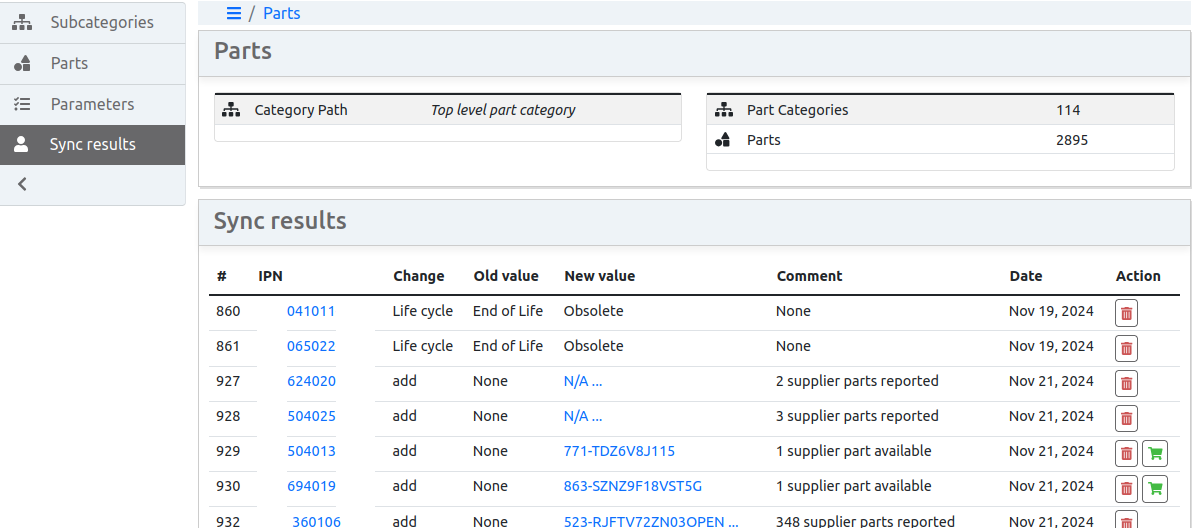 Subcategories
Parts
Parameters
Sync results
/ Parts
Parts
Category Path Top level part category
Part Categories 114
Parts 2895
Sync results
# IPN Change Old value New value Comment Date Action
860 041011 Life cycle End of Life Obsolete None Nov 19, 2024
861 065022 Life cycle End of Life Obsolete None Nov 19, 2024
927 624020 add None N/A ... 2 supplier parts reported Nov 21, 2024
928 504025 add None N/A ... 3 supplier parts reported Nov 21, 2024
929 504013 add None 771-TDZ6V8J115 1 supplier part available Nov 21, 2024
930 694019 add None 863-SZNZ9F18VST5G 1 supplier part available Nov 21, 2024
932 360106 add None 523-RJFTV72ZN03OPEN ... 348 supplier parts reported Nov 21, 2024